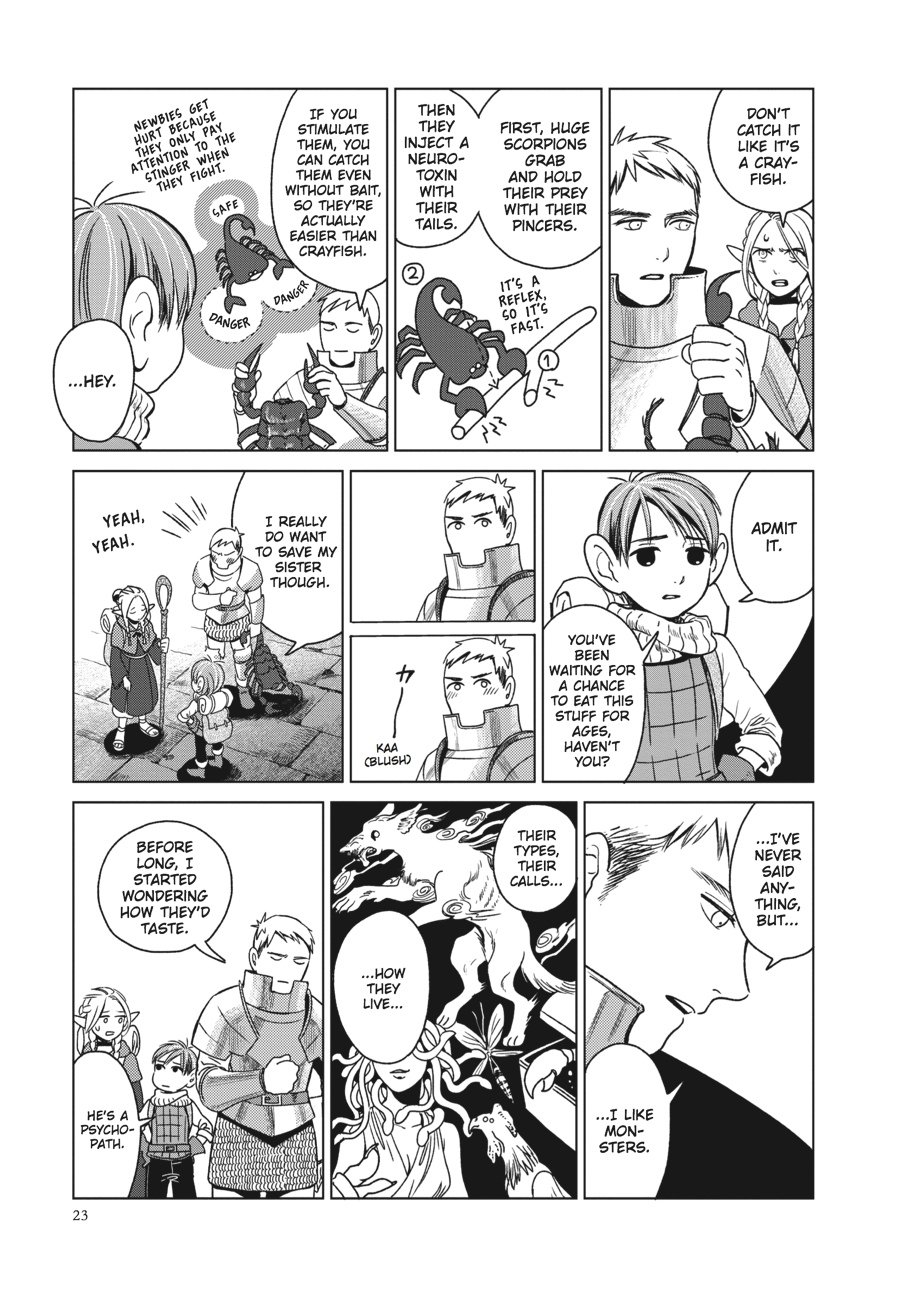 DON'T
CATCH IT
LIKE IT'S
A CRAY-
FISH.
FIRST, HUGE
SCORPIONS
GRAB
AND HOLD
THEIR PREY
WITH THEIR
PINCERS.
THEN
THEY
INJECT A
NEURO-
TOXIN
WITH
THEIR
TAILS.
IT'S A
REFLEX,
SO IT'S
FAST.
①
②
IF YOU
STIMULATE
THEM, YOU
CAN CATCH
THEM EVEN
WITHOUT BAIT,
SO THEY'RE
ACTUALLY
EASIER THAN
CRAYFISH.
NEWBIES GET
HURT BECAUSE
THEY ONLY PAY
ATTENTION TO THE
STINGER WHEN
THEY FIGHT.
SAFE
DANGER
DANGER
...HEY.
ADMIT
IT.
YOU'VE
BEEN
WAITING FOR
A CHANCE
TO EAT THIS
STUFF FOR
AGES,
HAVEN'T
YOU?
カ
KAA
(BLUSH)
I REALLY
DO WANT
TO SAVE MY
SISTER
THOUGH.
YEAH,
YEAH.
...I'VE
NEVER
SAID
ANY-
THING,
BUT...
...I LIKE
MON-
STERS.
THEIR
TYPES,
THEIR
CALLS...
...HOW
THEY
LIVE...
BEFORE
LONG, I
STARTED
WONDERING
HOW THEY'D
TASTE.
HE'S A
PSYCHO-
PATH.
23